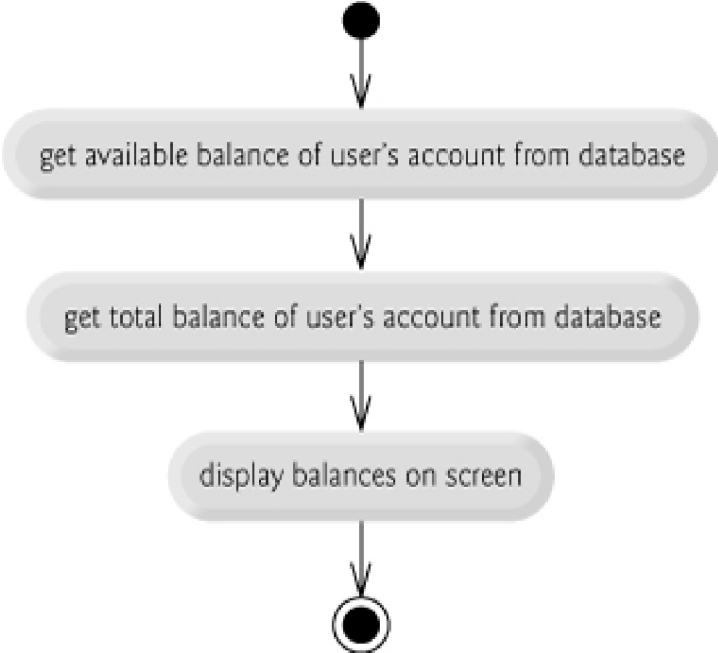 get available balance of user's account from database
get total balance of user's account from database
display balances on screen